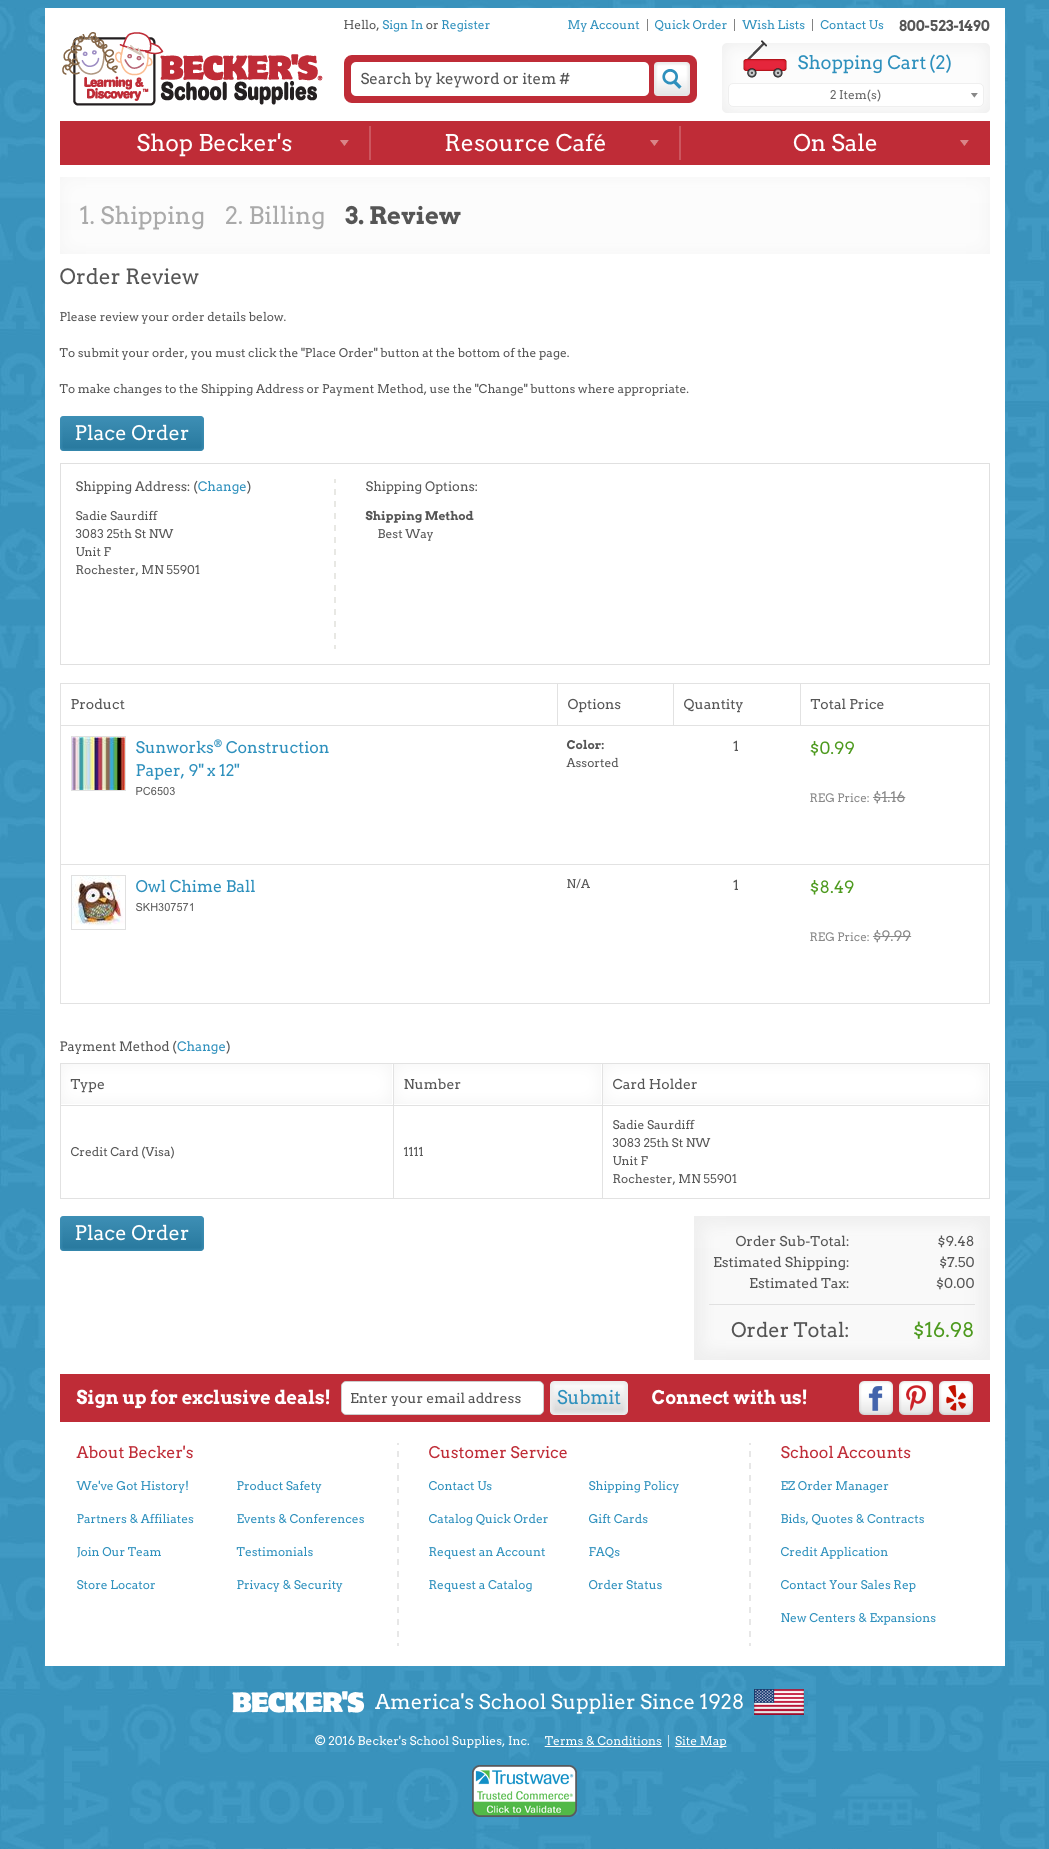 Hello, Sign In or Register
My Account | Quick Order | Wish Lists | Contact Us 800-523-1490
Learning & Discovery™
BECKER'S
School Supplies.
Search by keyword or item #
Shopping Cart (2)
2 Item(s)
Shop Becker's
Resource Café
On Sale
1. Shipping 2. Billing 3. Review
Order Review
Please review your order details below.
To submit your order, you must click the "Place Order" button at the bottom of the page.
To make changes to the Shipping Address or Payment Method, use the "Change" buttons where appropriate.
Place Order
Shipping Address: (Change)
Sadie Saurdiff
3083 25th St NW
Unit F
Rochester, MN 55901
Shipping Options:
Shipping Method
Best Way
Product Options Quantity Total Price
Sunworks® Construction
Paper, 9" x 12"
PC6503
Color:
Assorted
1
$0.99
REG Price: $1.16
Owl Chime Ball
SKH307571
N/A
1
$8.49
REG Price: $9.99
Payment Method (Change)
Type Number Card Holder
Credit Card (Visa)
1111
Sadie Saurdiff
3083 25th St NW
Unit F
Rochester, MN 55901
Place Order
Order Sub-Total: $9.48
Estimated Shipping: $7.50
Estimated Tax: $0.00
Order Total: $16.98
Sign up for exclusive deals!
Enter your email address
Submit
Connect with us!
About Becker's
We've Got History!
Partners & Affiliates
Join Our Team
Store Locator
Product Safety
Events & Conferences
Testimonials
Privacy & Security
Customer Service
Contact Us
Catalog Quick Order
Request an Account
Request a Catalog
Shipping Policy
Gift Cards
FAQs
Order Status
School Accounts
EZ Order Manager
Bids, Quotes & Contracts
Credit Application
Contact Your Sales Rep
New Centers & Expansions
BECKER'S America's School Supplier Since 1928
© 2016 Becker's School Supplies, Inc. Terms & Conditions | Site Map
Trustwave®
Trusted Commerce®
Click to Validate